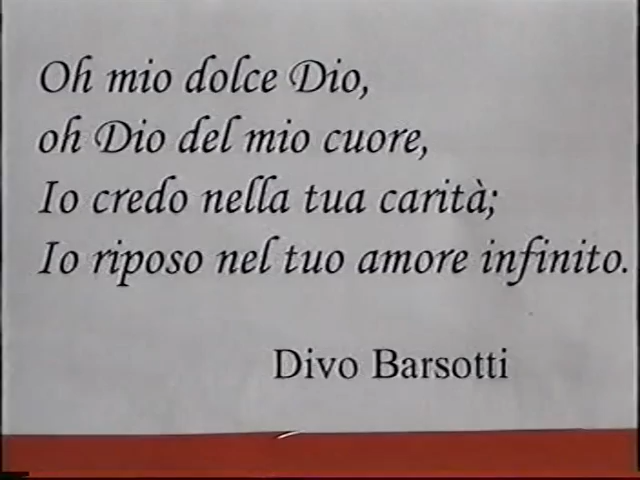 Oh mio dolce Dio,
oh Dio del mio cuore,
Io credo nella tua carità;
Io riposo nel tuo amore infinito.
Divo Barsotti